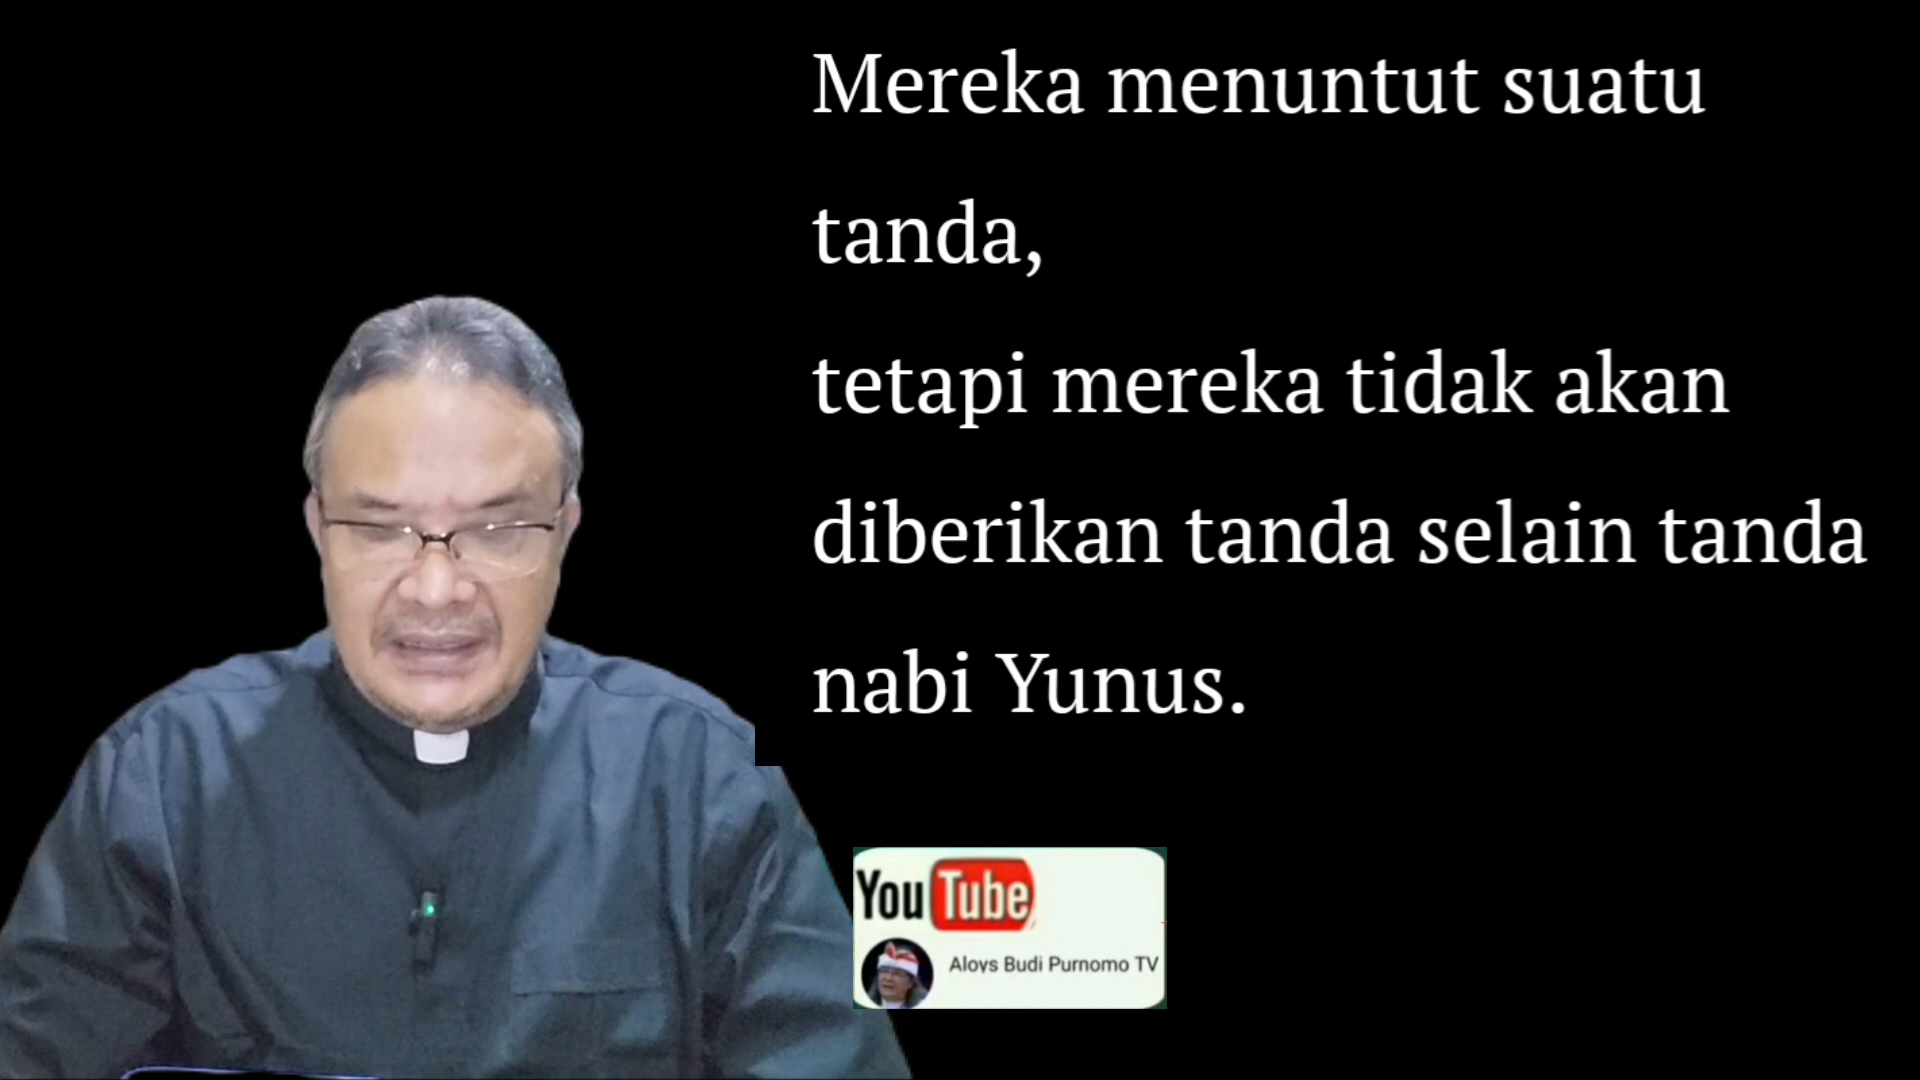 Mereka menuntut suatu
tanda,
tetapi mereka tidak akan
diberikan tanda selain tanda
nabi Yunus.
YouTube
Aloys Budi Purnomo TV